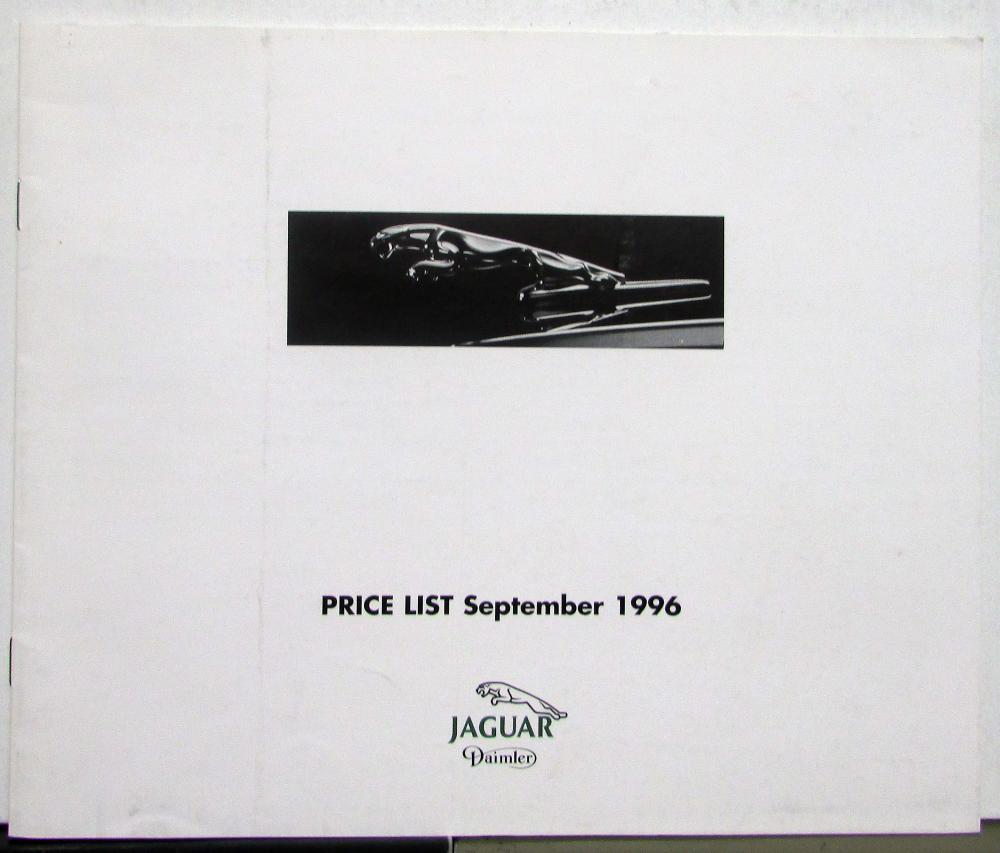 PRICE LIST September 1996
JAGUAR
Daimler